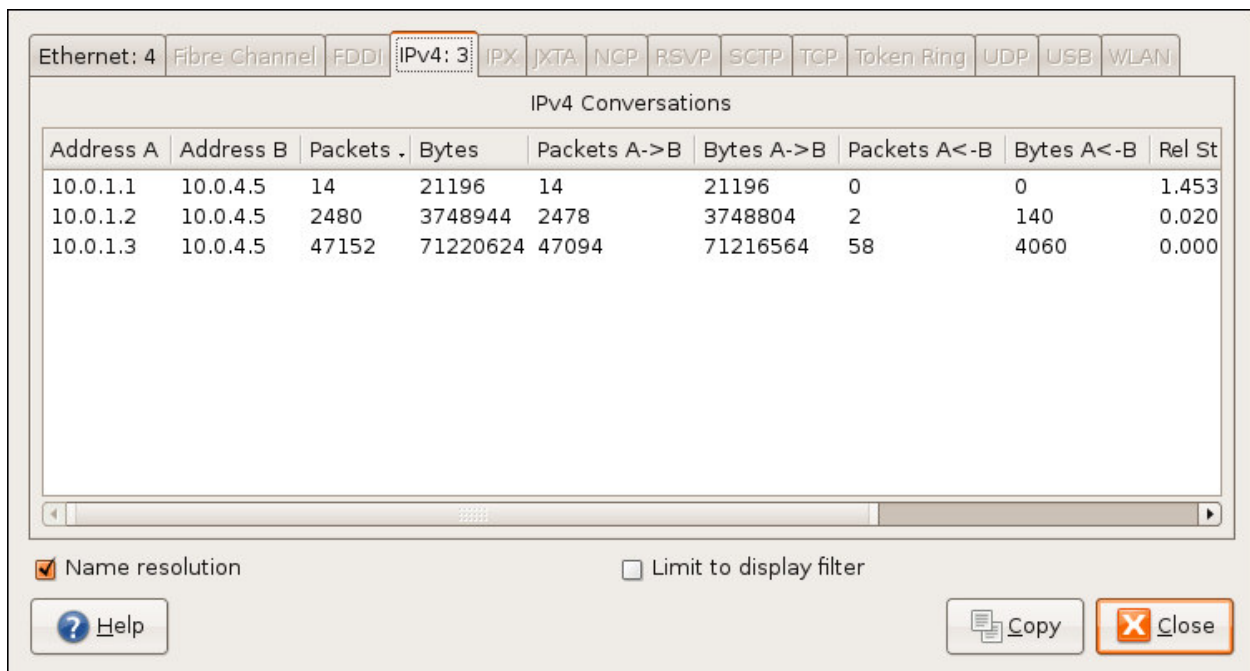 Ethernet: 4 Fibre Channel FDDI IPv4: 3 IPX JXTA NCP RSVP SCTP TCP Token Ring UDP USB WLAN
IPv4 Conversations
Address A Address B Packets Bytes Packets A->B Bytes A->B Packets A<-B Bytes A<-B Rel St
10.0.1.1 10.0.4.5 14 21196 14 21196 0 0 1.453
10.0.1.2 10.0.4.5 2480 3748944 2478 3748804 2 140 0.020
10.0.1.3 10.0.4.5 47152 71220624 47094 71216564 58 4060 0.000
Name resolution Limit to display filter
Help Copy Close